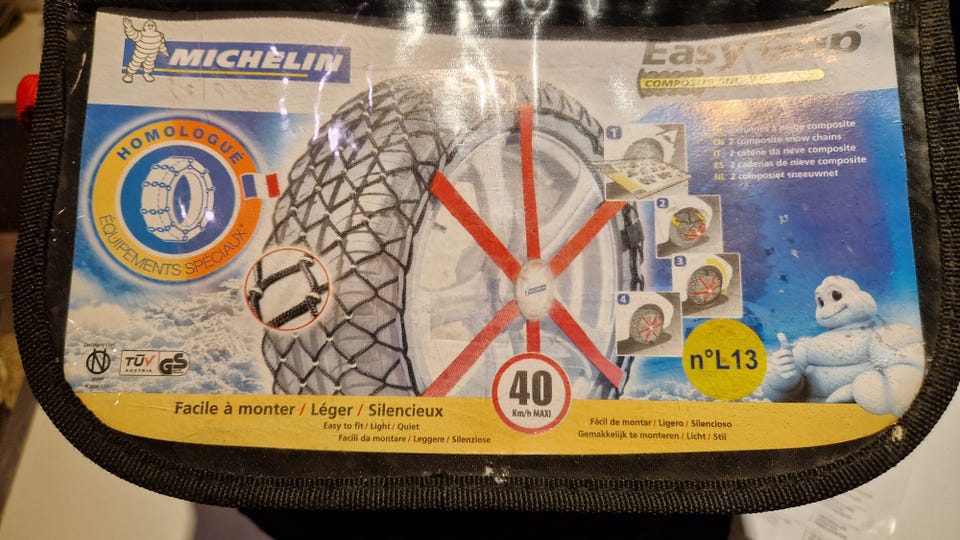 MICHELIN
Easy Grip
HOMOLOGUÉ
ÉQUIPEMENTS SPÉCIAUX*
1
2
3
4
composite
EN 2 composite snow chains
IT 2 catene da neve composite
ES 2 cadenas de nieve composite
NL 2 composiet sneeuwnet
MICHELIN
n°L13
N
TÜV
AUSTRIA
GS
40
Km/h MAXI
Facile à monter / Léger / Silencieux
Easy to fit / Light / Quiet
Facili da montare / Leggere / Silenziose
Fácil de montar / Ligero / Silencioso
Gemakkelijk te monteren / Licht / Stil